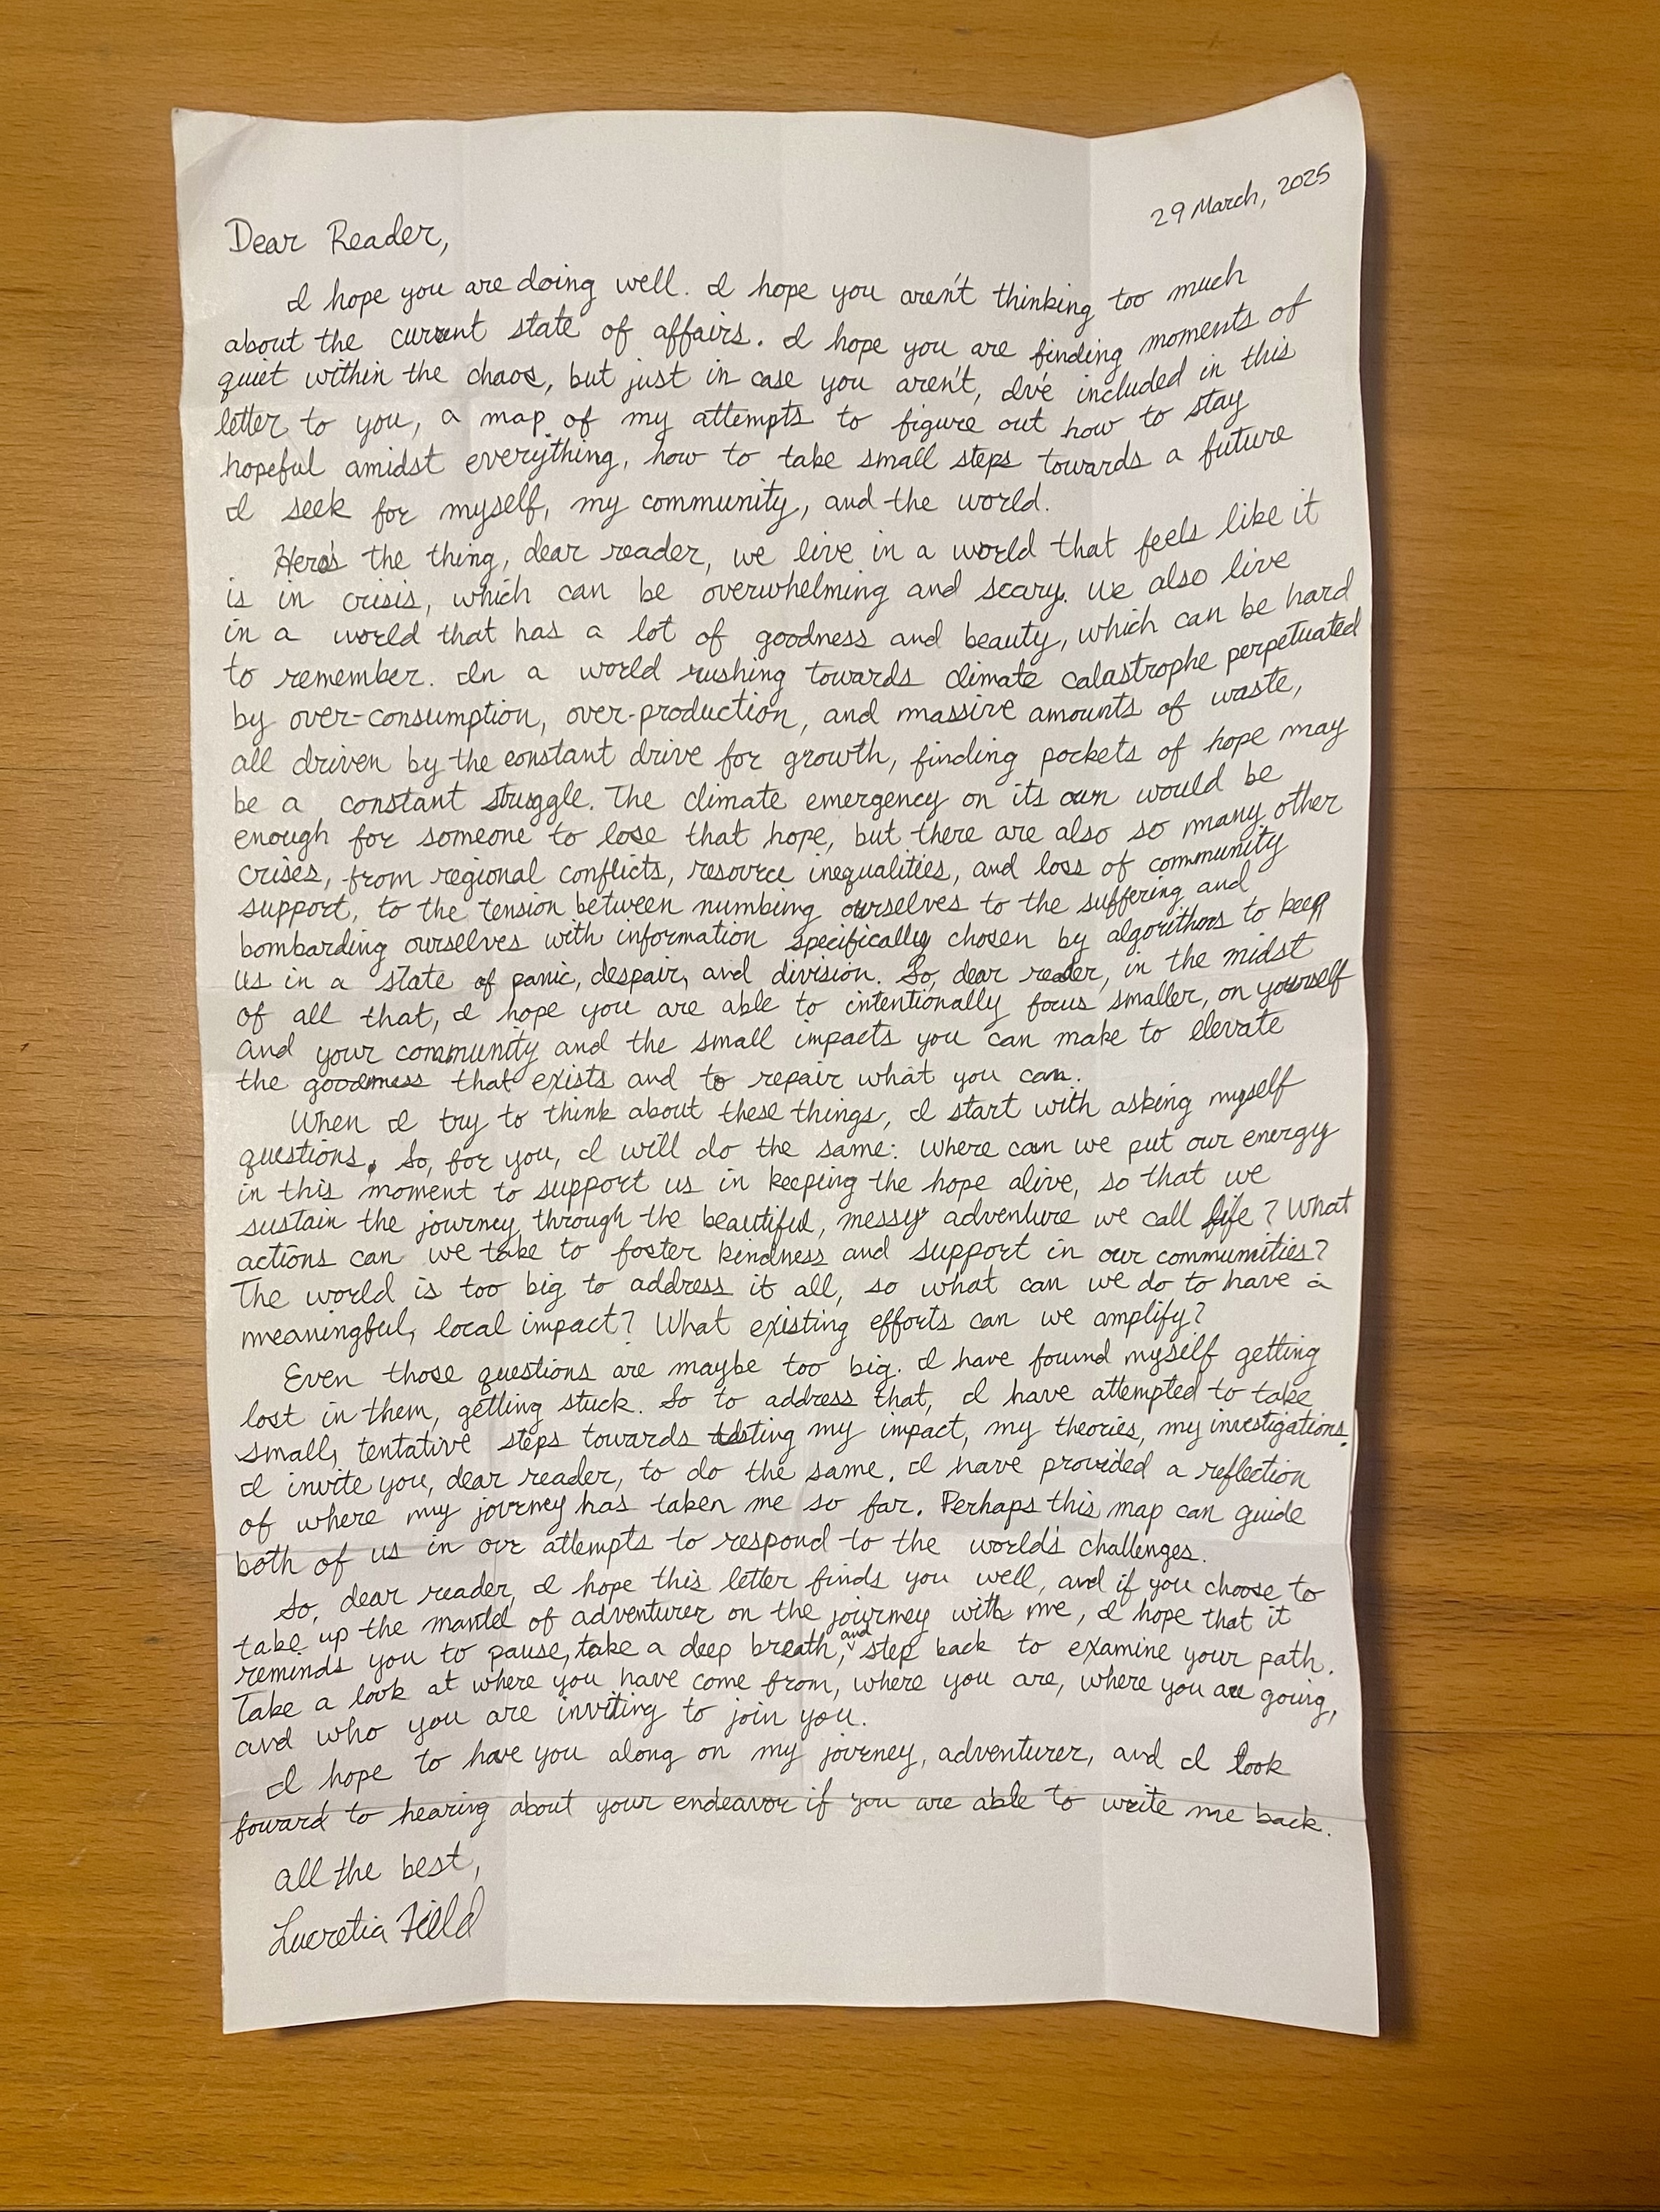 29 March, 2025
Dear Reader,
I hope you are doing well. I hope you aren't thinking too much
about the current state of affairs. I hope you are finding moments of
quiet within the chaos, but just in case you aren't, I've included in this
letter to you, a map of my attempts to figure out how to stay
hopeful amidst everything, how to take small steps towards a future
I seek for myself, my community, and the world.
Here's the thing, dear reader, we live in a world that feels like it
is in crisis, which can be overwhelming and scary. We also live
in a world that has a lot of goodness and beauty, which can be hard
to remember. In a world rushing towards climate catastrophe perpetuated
by over-consumption, over-production, and massive amounts of waste,
all driven by the constant drive for growth, finding pockets of hope may
be a constant struggle. The climate emergency on its own would be
enough for someone to lose that hope, but there are also so many other
crises, from regional conflicts, resource inequalities, and loss of community
support, to the tension between numbing ourselves to the suffering and
bombarding ourselves with information specifically chosen by algorithms to keep
us in a state of panic, despair, and division. So, dear reader, in the midst
of all that, I hope you are able to intentionally focus smaller, on yourself
and your community and the small impacts you can make to elevate
the goodness that exists and to repair what you can.
When I try to think about these things, I start with asking myself
questions. So, for you, I will do the same: Where can we put our energy
in this moment to support us in keeping the hope alive, so that we
sustain the journey through the beautiful, messy adventure we call life? What
actions can we take to foster kindness and support in our communities?
The world is too big to address it all, so what can we do to have a
meaningful, local impact? What existing efforts can we amplify?
Even those questions are maybe too big. I have found myself getting
lost in them, getting stuck. So to address that, I have attempted to take
small, tentative steps towards testing my impact, my theories, my investigations.
I invite you, dear reader, to do the same. I have provided a reflection
of where my journey has taken me so far. Perhaps this map can guide
both of us in our attempts to respond to the world's challenges.
So, dear reader, I hope this letter finds you well, and if you choose to
take up the mantel of adventurer on the journey with me, I hope that it
reminds you to pause, take a deep breath, and step back to examine your path.
Take a look at where you have come from, where you are, where you are going,
and who you are inviting to join you.
I hope to have you along on my journey, adventurer, and I look
foward to hearing about your endeavor if you are able to write me back.
All the best,
Lucretia Field